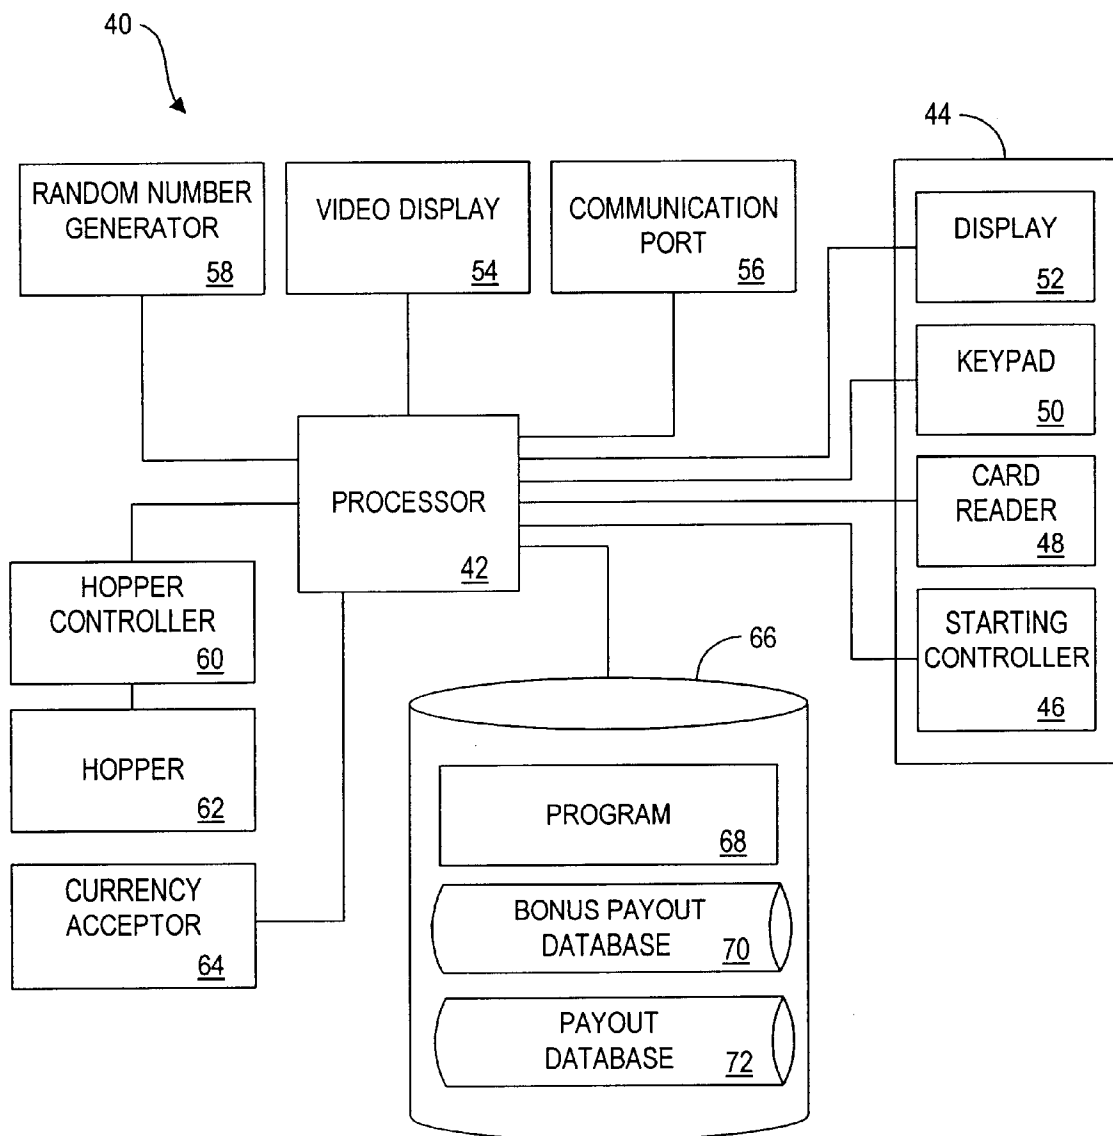 40
44
RANDOM NUMBER
GENERATOR
58
VIDEO DISPLAY
54
COMMUNICATION
PORT
56
DISPLAY
52
KEYPAD
50
CARD
READER
48
STARTING
CONTROLLER
46
PROCESSOR
42
HOPPER
CONTROLLER
60
HOPPER
62
CURRENCY
ACCEPTOR
64
66
PROGRAM
68
BONUS PAYOUT
DATABASE
70
PAYOUT
DATABASE
72